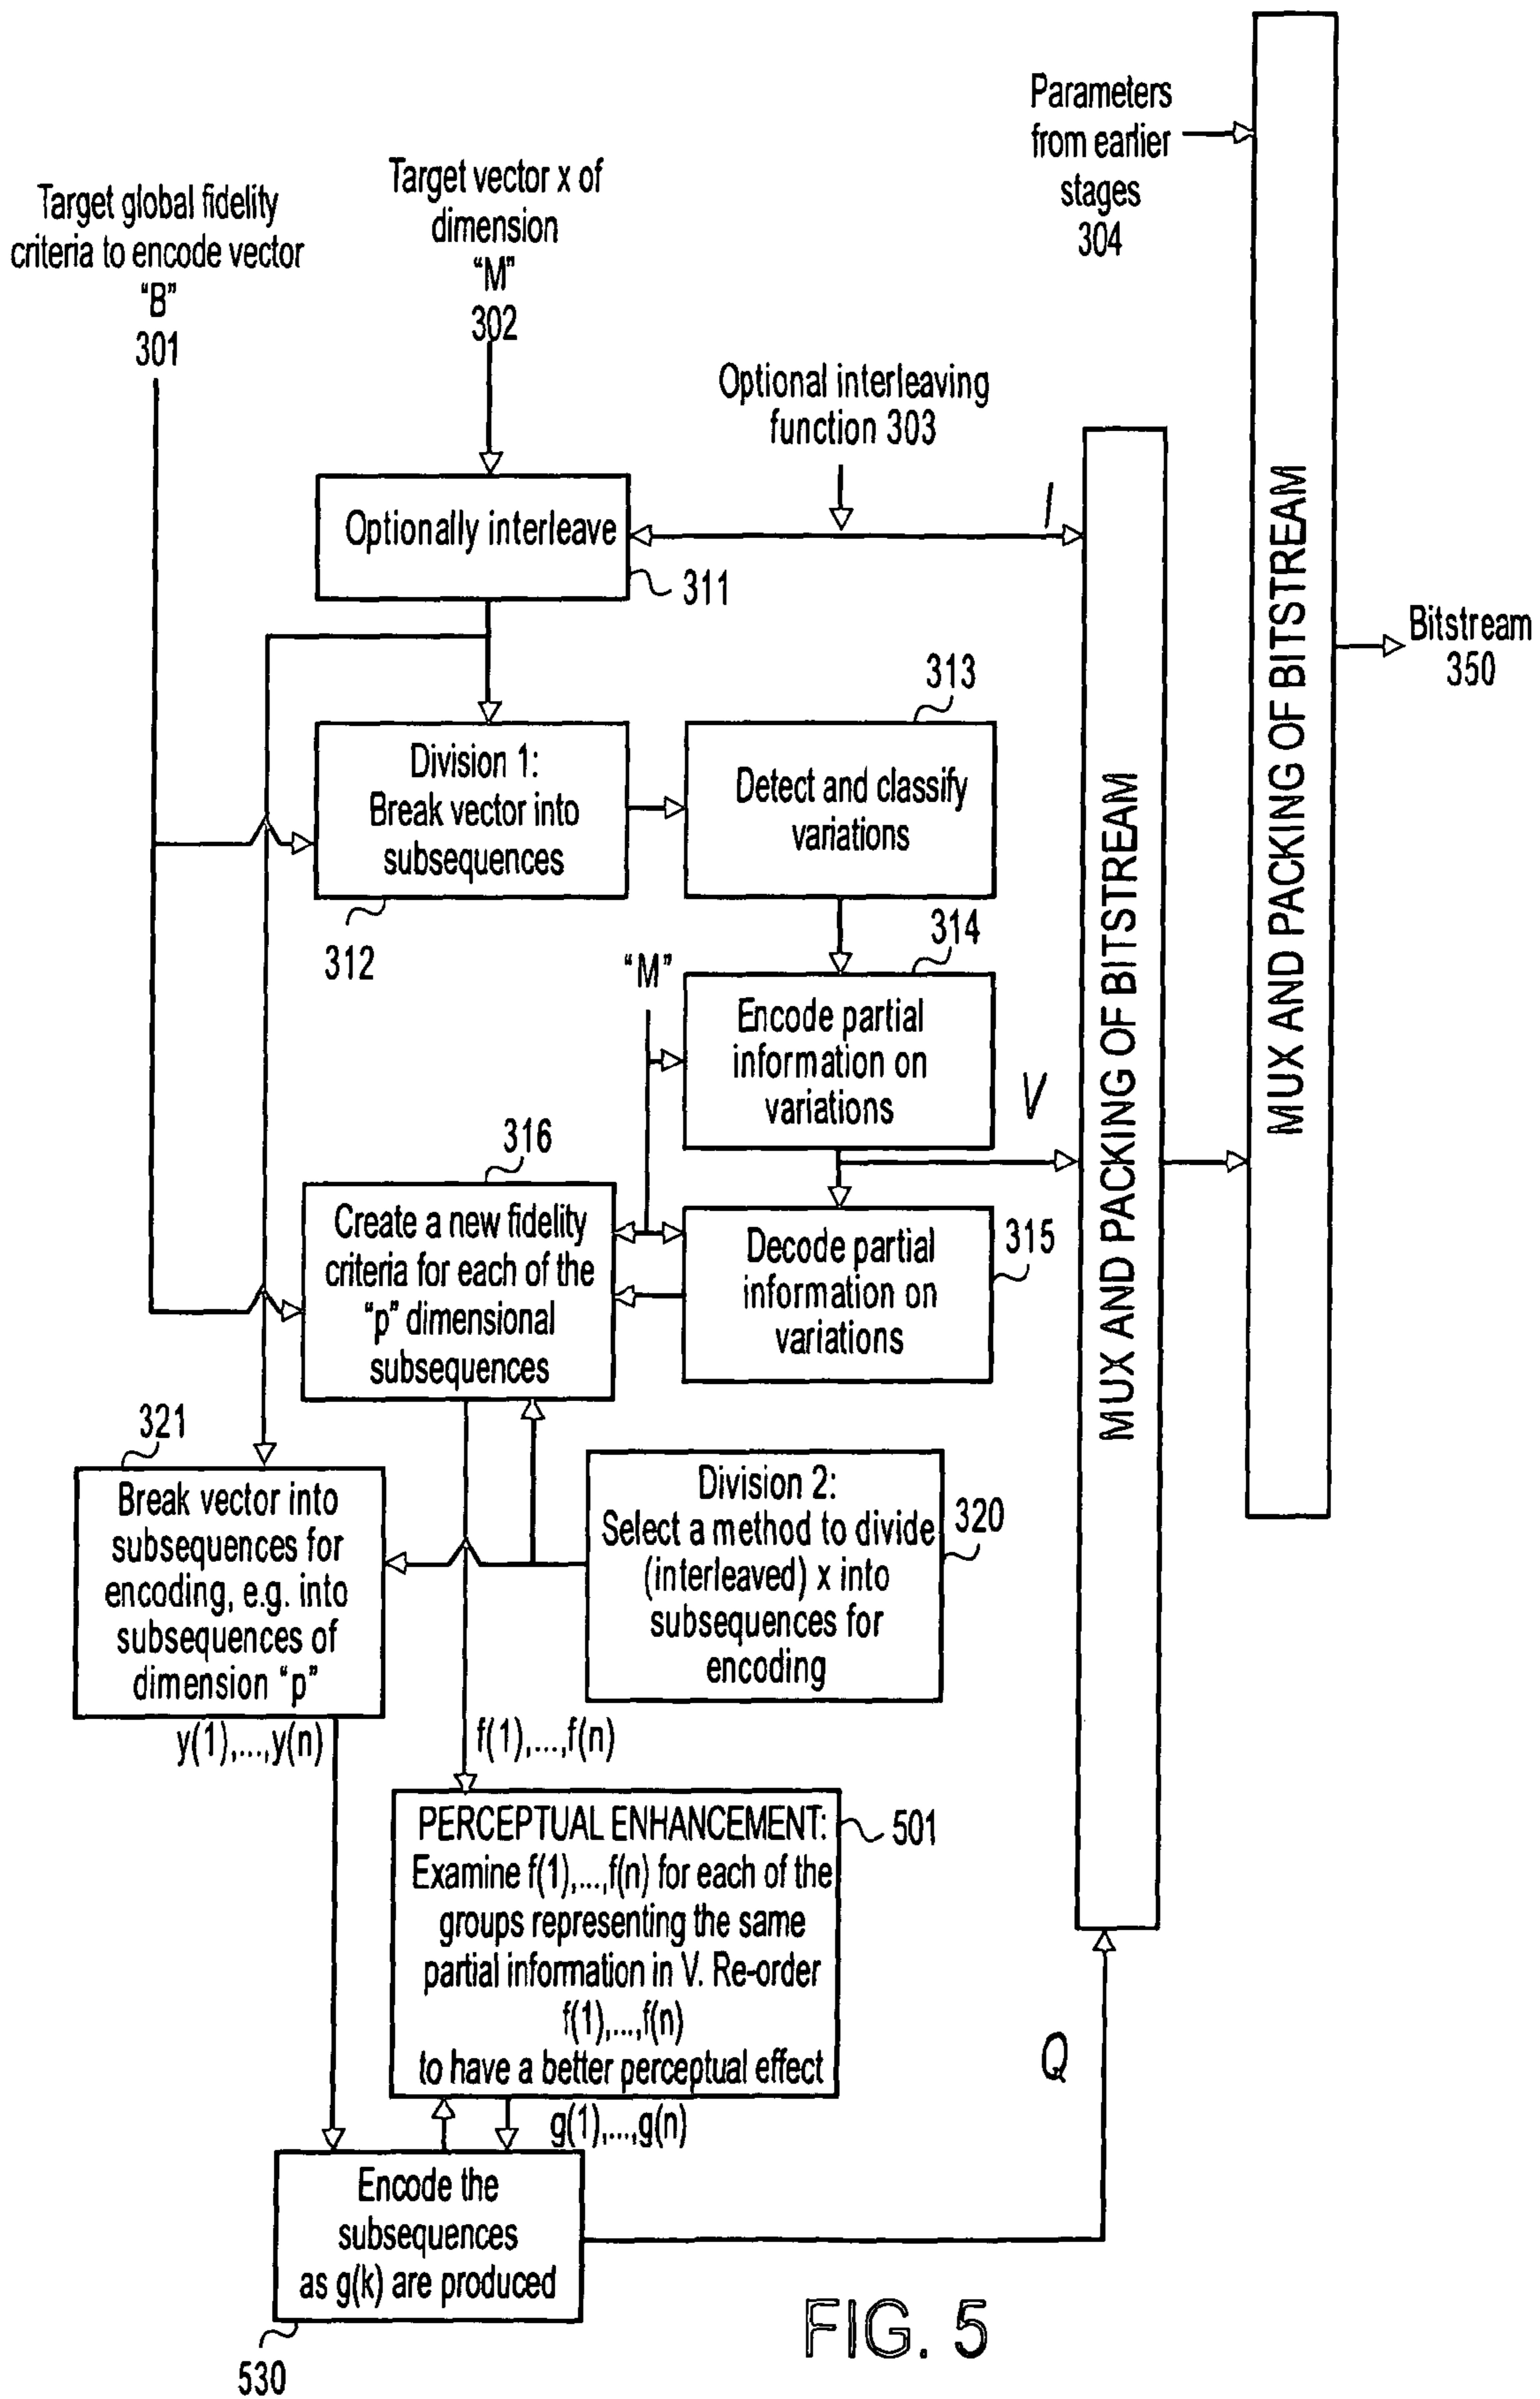 Parameters
from earlier
stages
304
Target vector x of
dimension
"M"
302
Target global fidelity
criteria to encode vector
"B"
301
Optional interleaving
function 303
I
Optionally interleave
311
Bitstream
350
MUX AND PACKING OF BITSTREAM
MUX AND PACKING OF BITSTREAM
313
Division 1:
Break vector into
subsequences
312
Detect and classify
variations
314
"M"
Encode partial
information on
variations
V
316
Create a new fidelity
criteria for each of the
"p" dimensional
subsequences
Decode partial
information on
variations
315
321
Break vector into
subsequences for
encoding, e.g. into
subsequences of
dimension "p"
Division 2:
Select a method to divide
(interleaved) x into
subsequences for
encoding
320
y(1),...,y(n)
f(1),...,f(n)
PERCEPTUAL ENHANCEMENT:
Examine f(1),...,f(n) for each of the
groups representing the same
partial information in V. Re-order
f(1),...,f(n)
to have a better perceptual effect
501
g(1),...,g(n)
Q
Encode the
subsequences
as g(k) are produced
530
FIG. 5